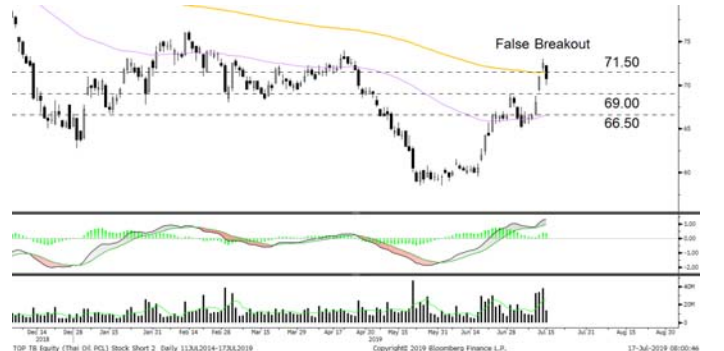 False Breakout
75
71.50
70
69.00
66.50
65
60
1.00
0.00
-1.00
-2.00
40M
20M
0
Dec 14 Dec 28 Jan 15 Jan 31 Feb 14 Feb 28 Mar 15 Mar 29 Apr 17 Apr 30 May 15 May 31 Jun 14 Jun 28 Jul 15 Jul 31 Aug 15 Aug 30
2018 2019
TOP TB Equity (Thai Oil PCL) Stock Short 2 Daily 11JUL2014-17JUL2019 Copyright© 2019 Bloomberg Finance L.P. 17-Jul-2019 08:00:46